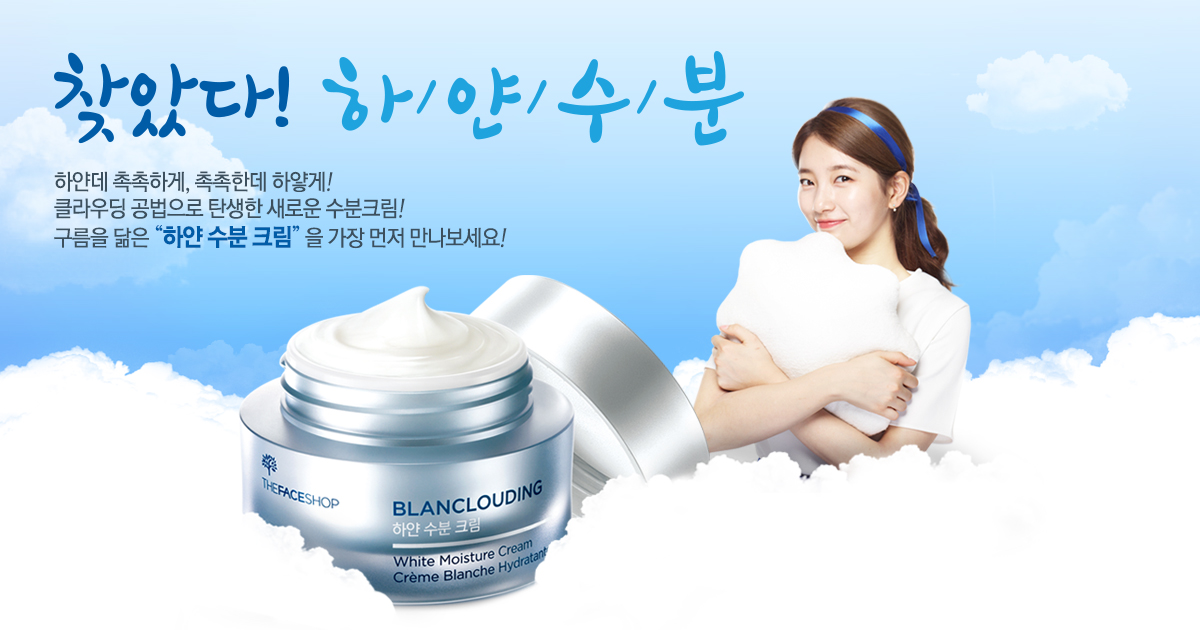 찾았다! 하/얀/수/분
하얀데 촉촉하게, 촉촉한데 하얗게!
클라우딩 공법으로 탄생한 새로운 수분크림!
구름을 닮은 “하얀 수분 크림” 을 가장 먼저 만나보세요!
THEFACESHOP
BLANCLOUDING
하얀 수분 크림
White Moisture Cream
Crème Blanche Hydratant